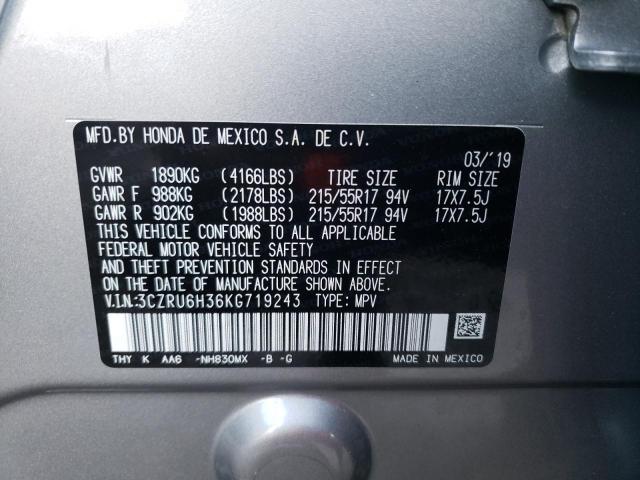 MFD.BY HONDA DE MEXICO S.A. DE C.V.
03/'19
GVWR 1890KG (4166LBS) TIRE SIZE RIM SIZE
GAWR F 988KG (2178LBS) 215/55R17 94V 17X7.5J
GAWR R 902KG (1988LBS) 215/55R17 94V 17X7.5J
THIS VEHICLE CONFORMS TO ALL APPLICABLE
FEDERAL MOTOR VEHICLE SAFETY
AND THEFT PREVENTION STANDARDS IN EFFECT
ON THE DATE OF MANUFACTURE SHOWN ABOVE.
V.I.N.:3CZRU6H36KG719243 TYPE: MPV
THY K AA6 -NH830MX -B -G MADE IN MEXICO